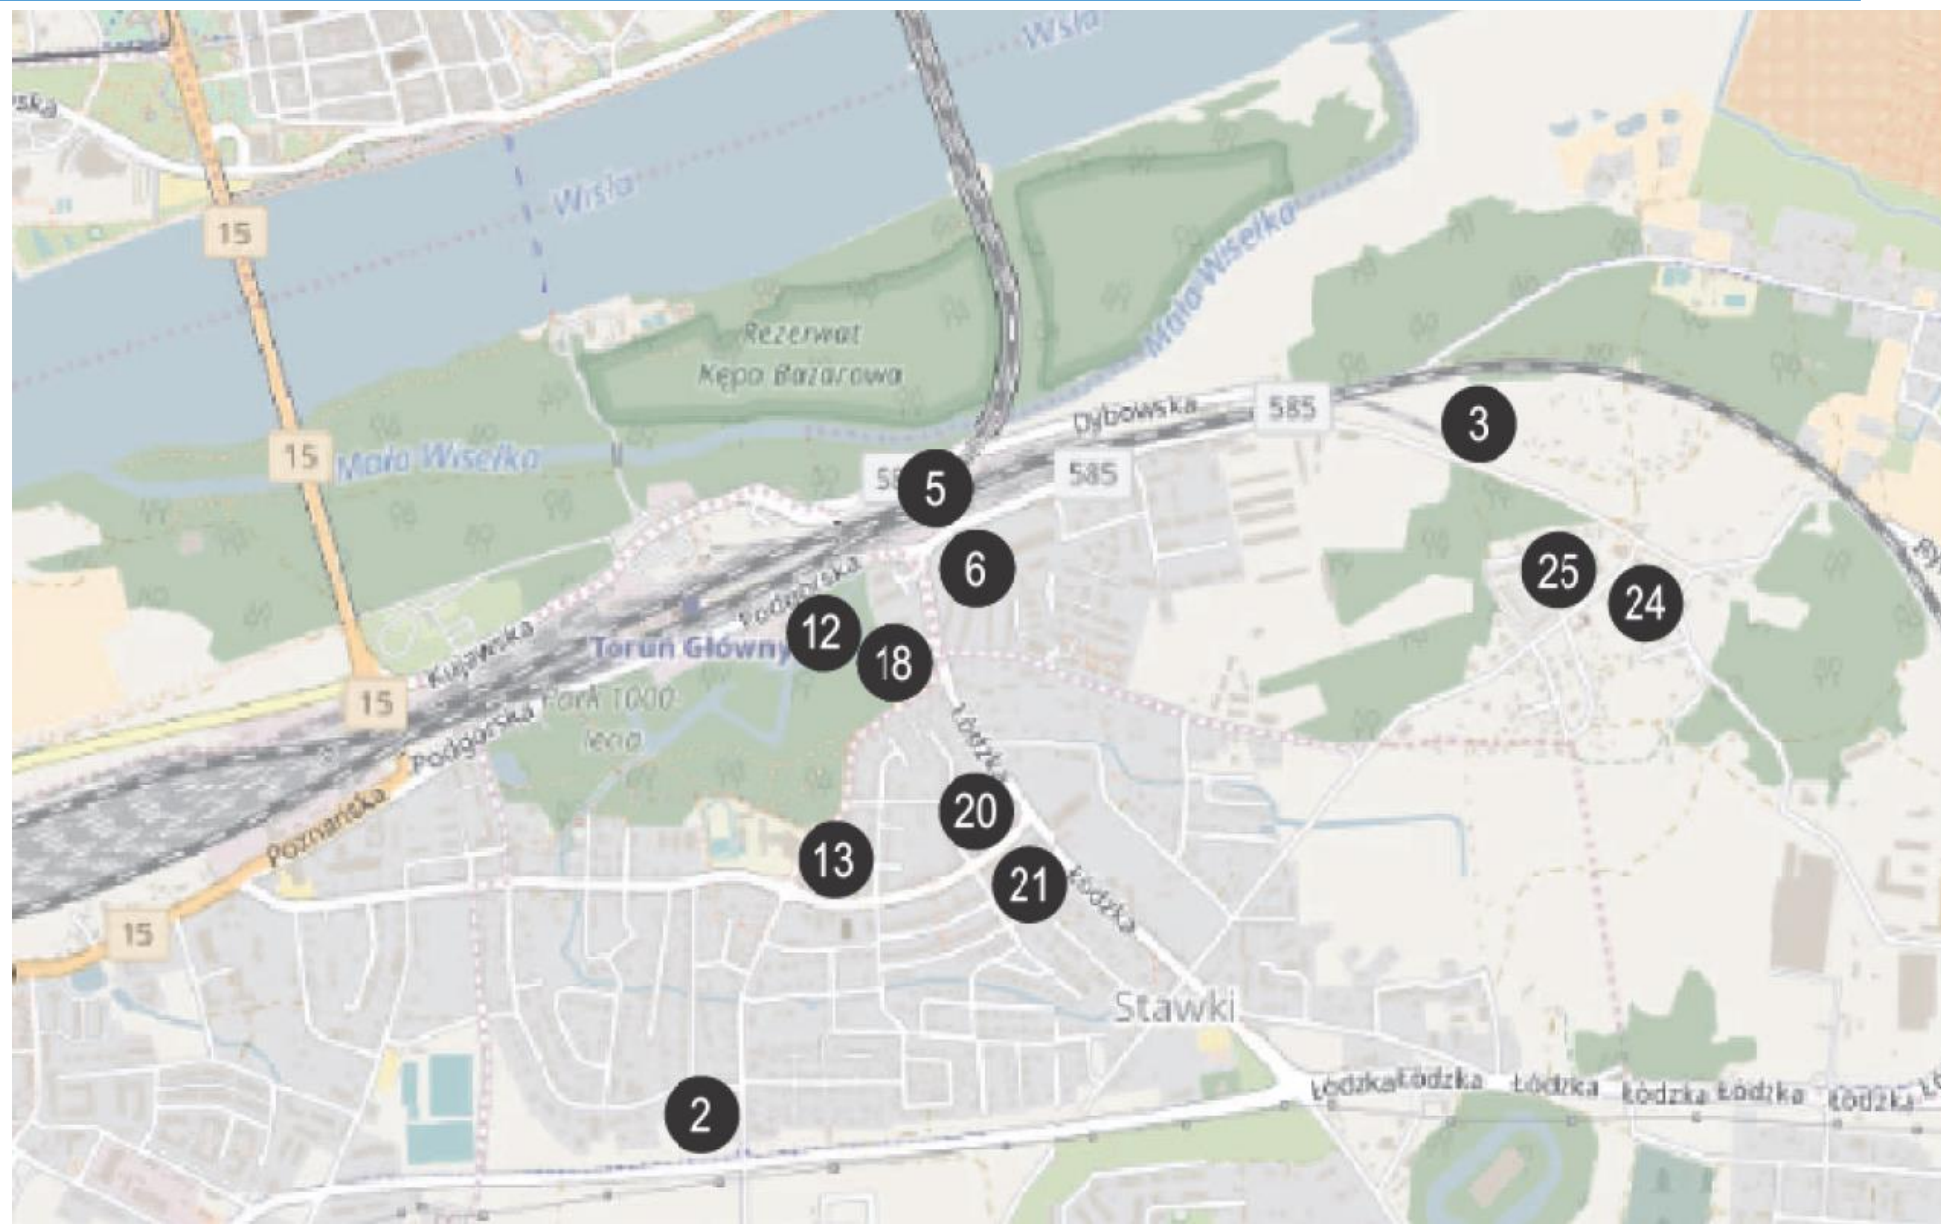 Wisła
15
Wisła
Mała Wisełka
Rezerwat
Kępa Bazarowa
Dybowska
585
3
15
Mała Wisełka
5
585
6
25
24
Podgórska
12
Toruń Główny
18
Kujawska
15
Park 1000-
lecia
Podgórska
Łódzka
20
Poznańska
13
21
Łódzka
15
Stawki
Łódzka
Łódzka
Łódzka
Łódzka
Łódzka
Łódzka
2